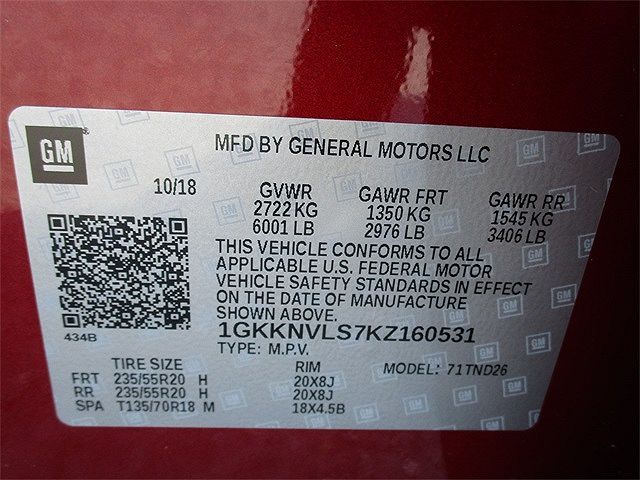 GM
MFD BY GENERAL MOTORS LLC
10/18
GVWR
2722 KG
6001 LB
GAWR FRT
1350 KG
2976 LB
GAWR RR
1545 KG
3406 LB
THIS VEHICLE CONFORMS TO ALL
APPLICABLE U.S. FEDERAL MOTOR
VEHICLE SAFETY STANDARDS IN EFFECT
ON THE DATE OF MANUFACTURE
SHOWN ABOVE.
434B
1GKKNVLS7KZ160531
TYPE: M.P.V.
MODEL: 71TND26
TIRE SIZE RIM
FRT 235/55R20 H 20X8J
RR 235/55R20 H 20X8J
SPA T135/70R18 M 18X4.5B